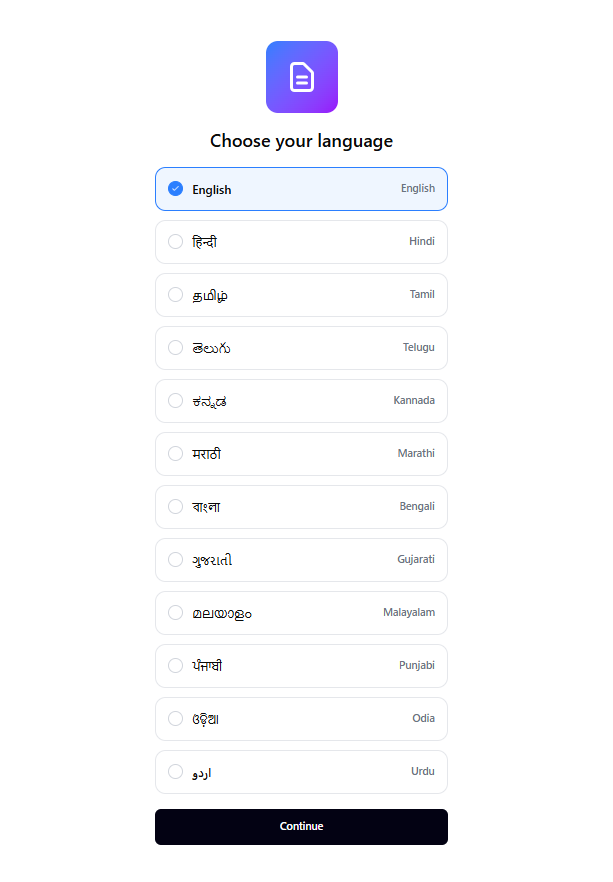 Choose your language
English English
हिन्दी Hindi
தமிழ் Tamil
తెలుగు Telugu
ಕನ್ನಡ Kannada
मराठी Marathi
বাংলা Bengali
ગુજરાતી Gujarati
മലയാളം Malayalam
ਪੰਜਾਬੀ Punjabi
ଓଡ଼ିଆ Odia
اردو Urdu
Continue